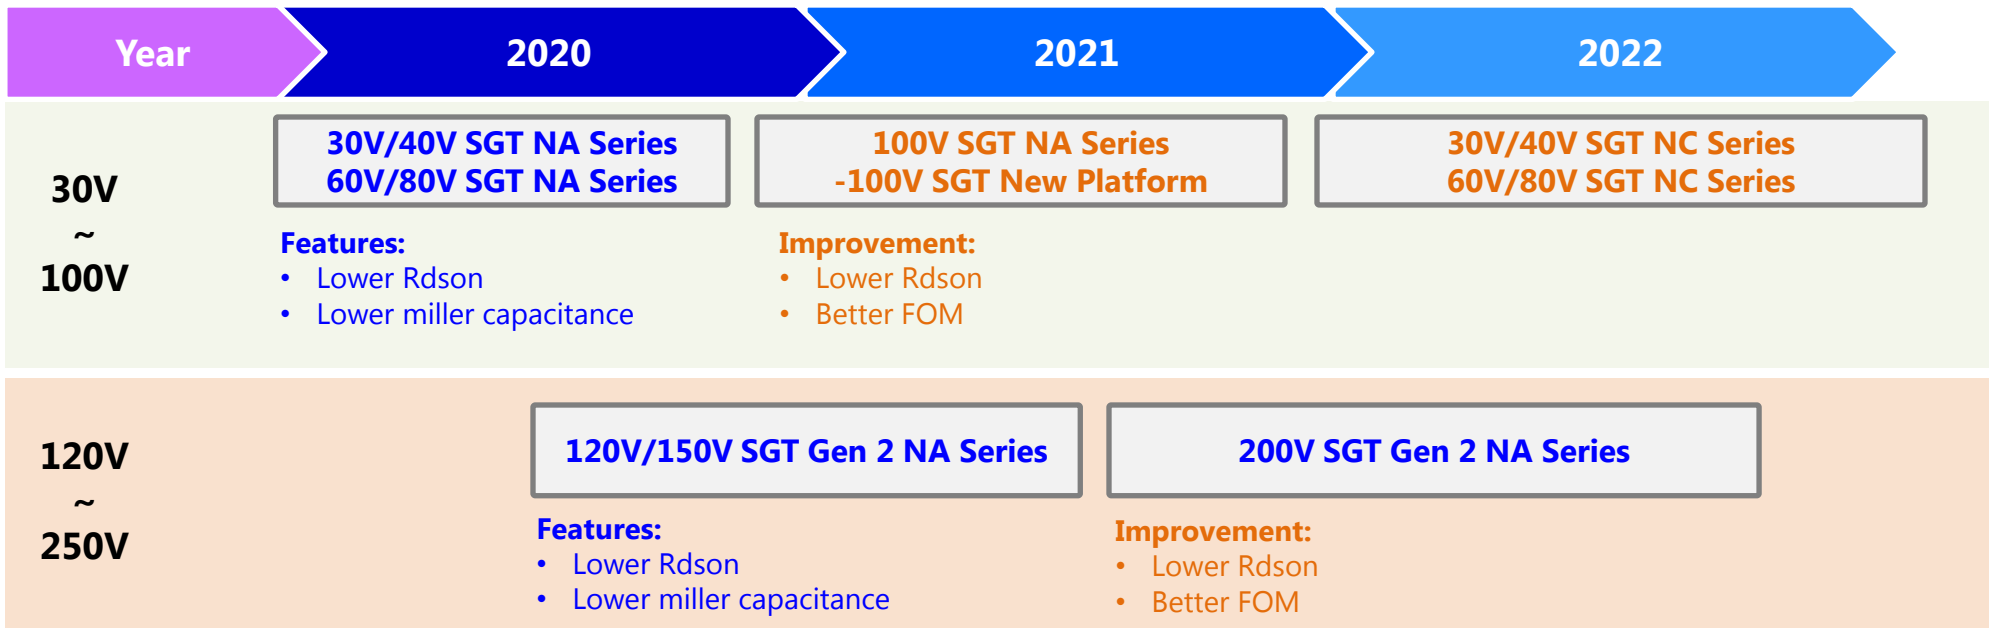 Year
2020
2021
2022
30V
~
100V
30V/40V SGT NA Series
60V/80V SGT NA Series
Features:
• Lower Rdson
• Lower miller capacitance
100V SGT NA Series
-100V SGT New Platform
Improvement:
• Lower Rdson
• Better FOM
30V/40V SGT NC Series
60V/80V SGT NC Series
120V
~
250V
120V/150V SGT Gen 2 NA Series
Features:
• Lower Rdson
• Lower miller capacitance
200V SGT Gen 2 NA Series
Improvement:
• Lower Rdson
• Better FOM